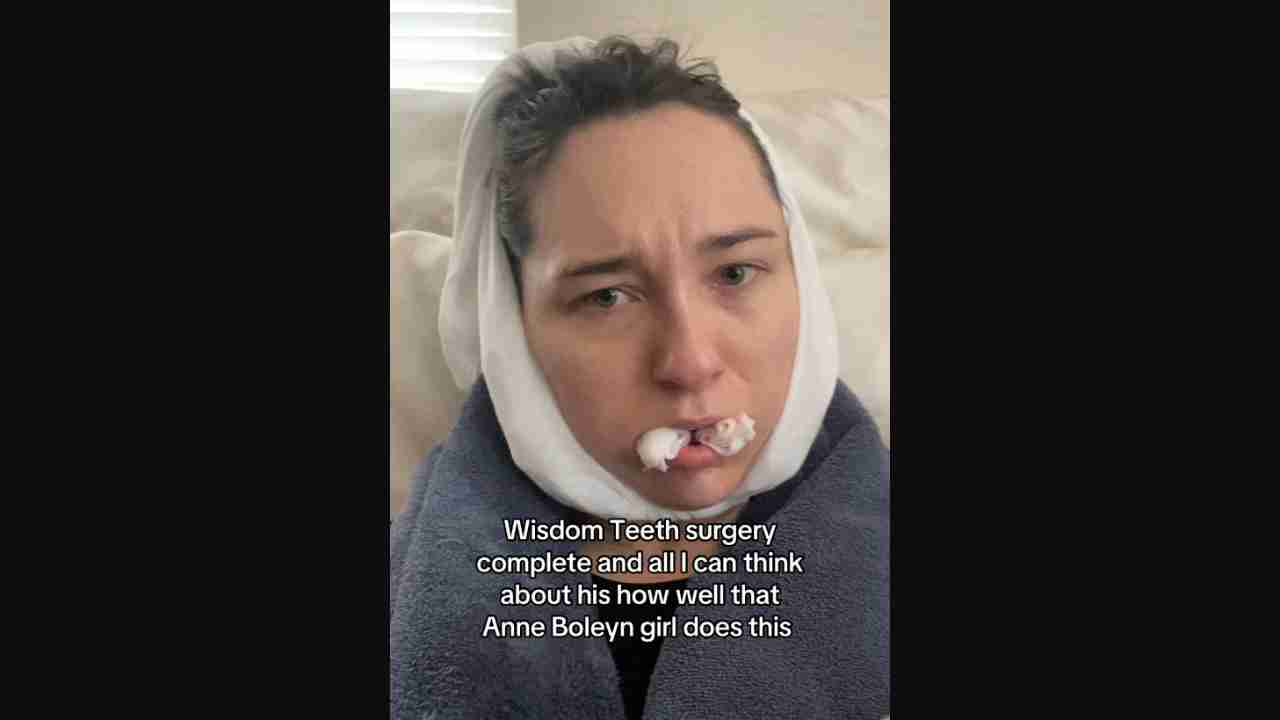 Wisdom Teeth surgery
complete and all I can think
about his how well that
Anne Boleyn girl does this